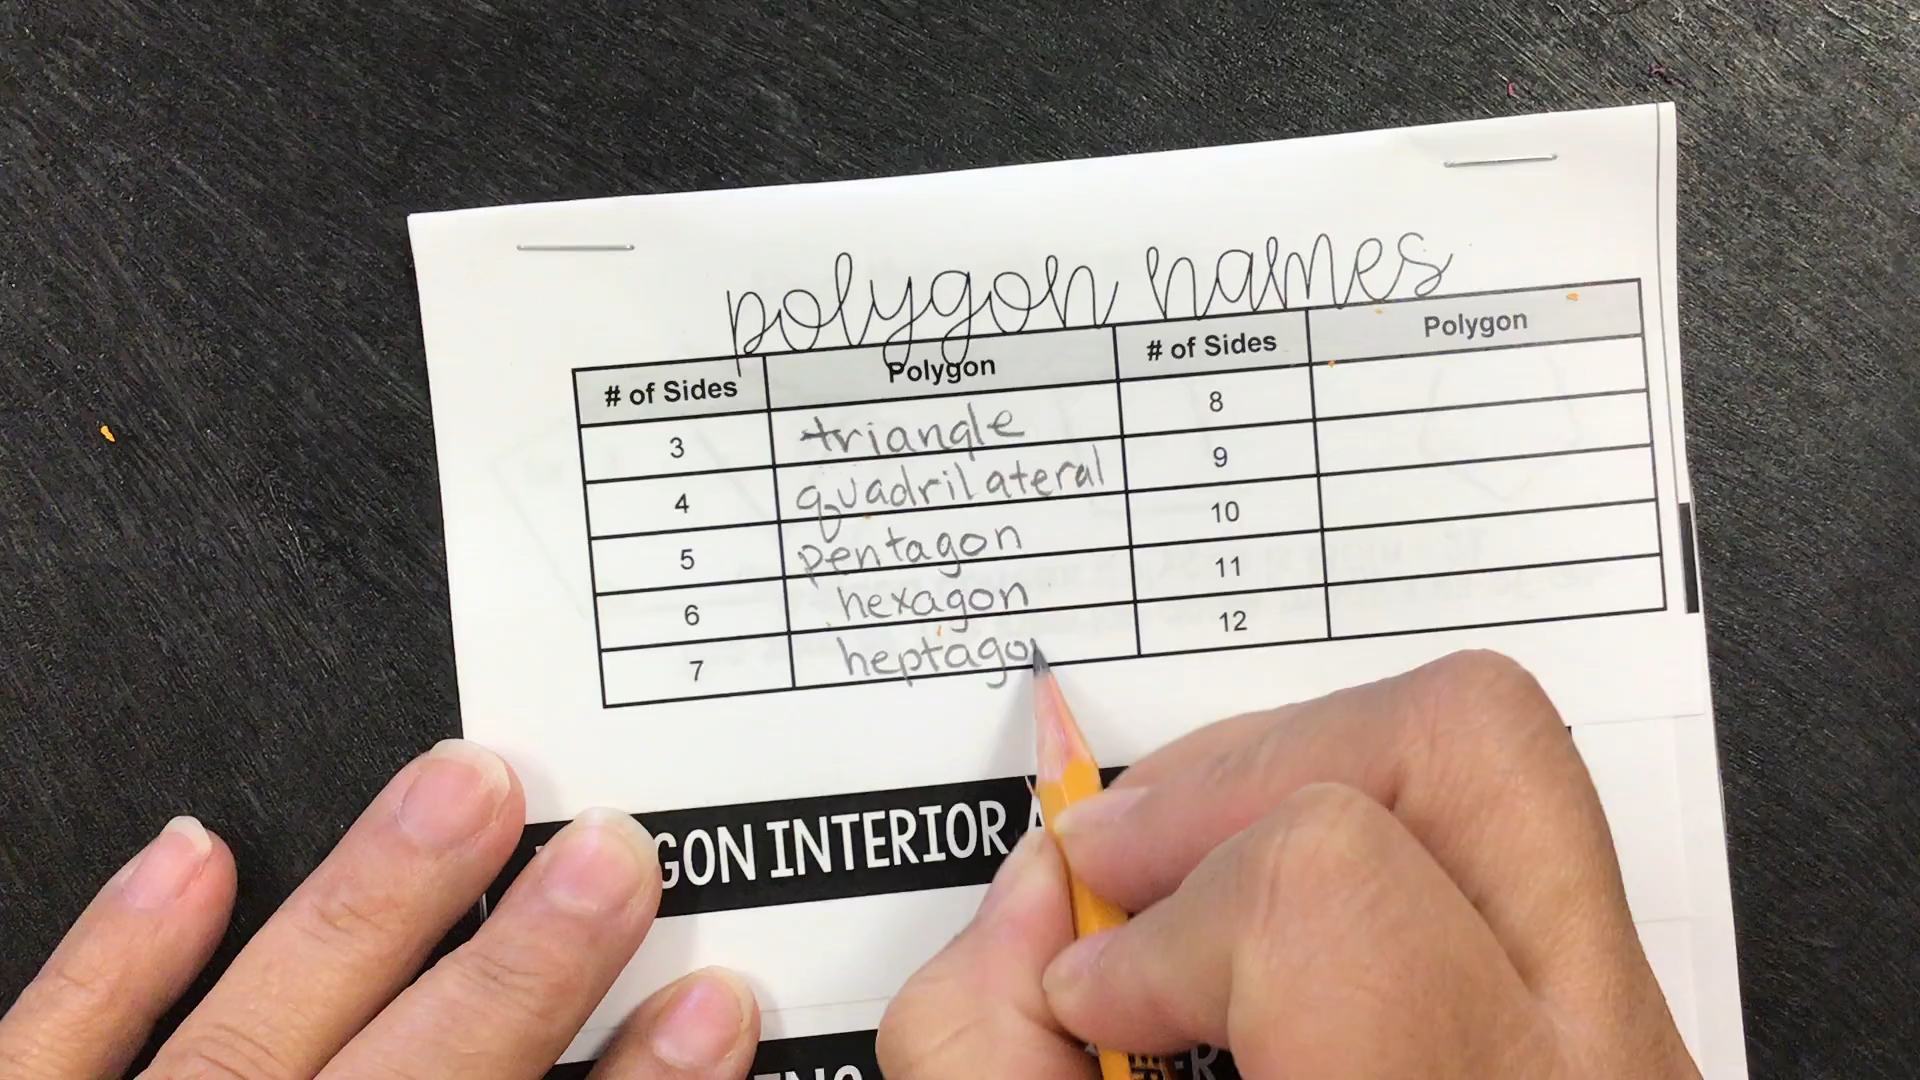 polygon names
# of Sides Polygon # of Sides Polygon
3 triangle 8
4 quadrilateral 9
5 pentagon 10
6 hexagon 11
7 heptagon 12
GON INTERIOR A